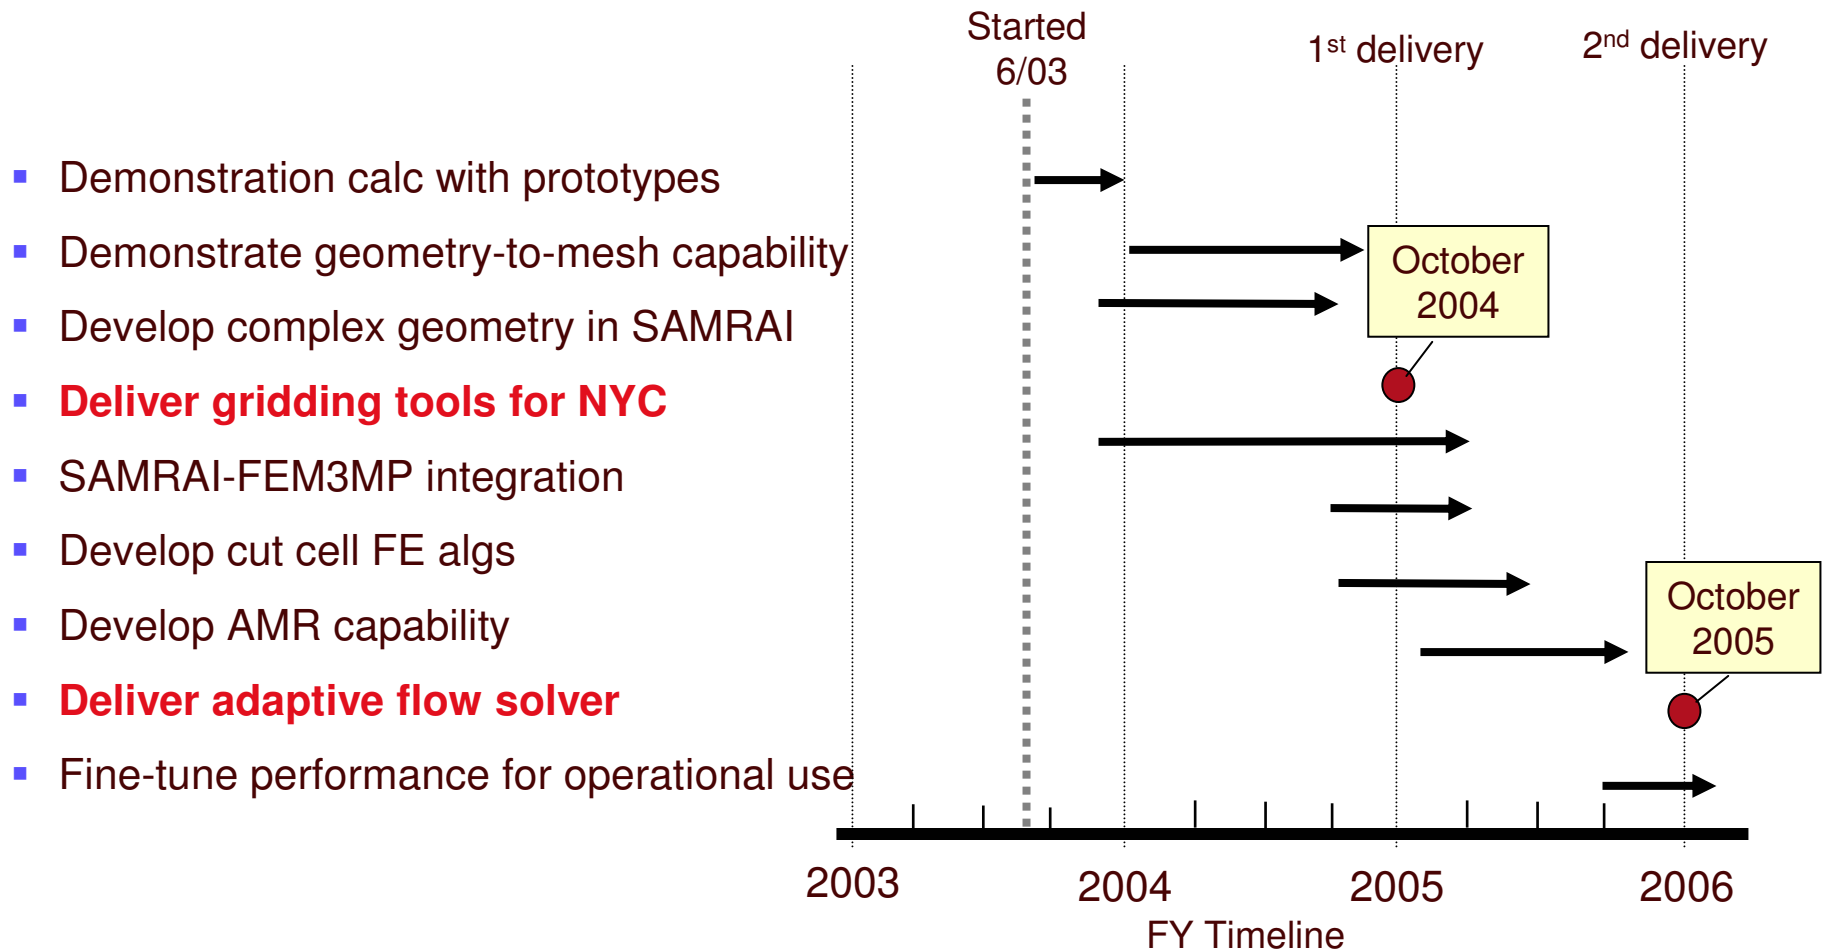 Started
6/03
1st delivery
2nd delivery
▪ Demonstration calc with prototypes
▪ Demonstrate geometry-to-mesh capability
▪ Develop complex geometry in SAMRAI
▪ Deliver gridding tools for NYC
▪ SAMRAI-FEM3MP integration
▪ Develop cut cell FE algs
▪ Develop AMR capability
▪ Deliver adaptive flow solver
▪ Fine-tune performance for operational use
October
2004
October
2005
2003
2004
2005
2006
FY Timeline